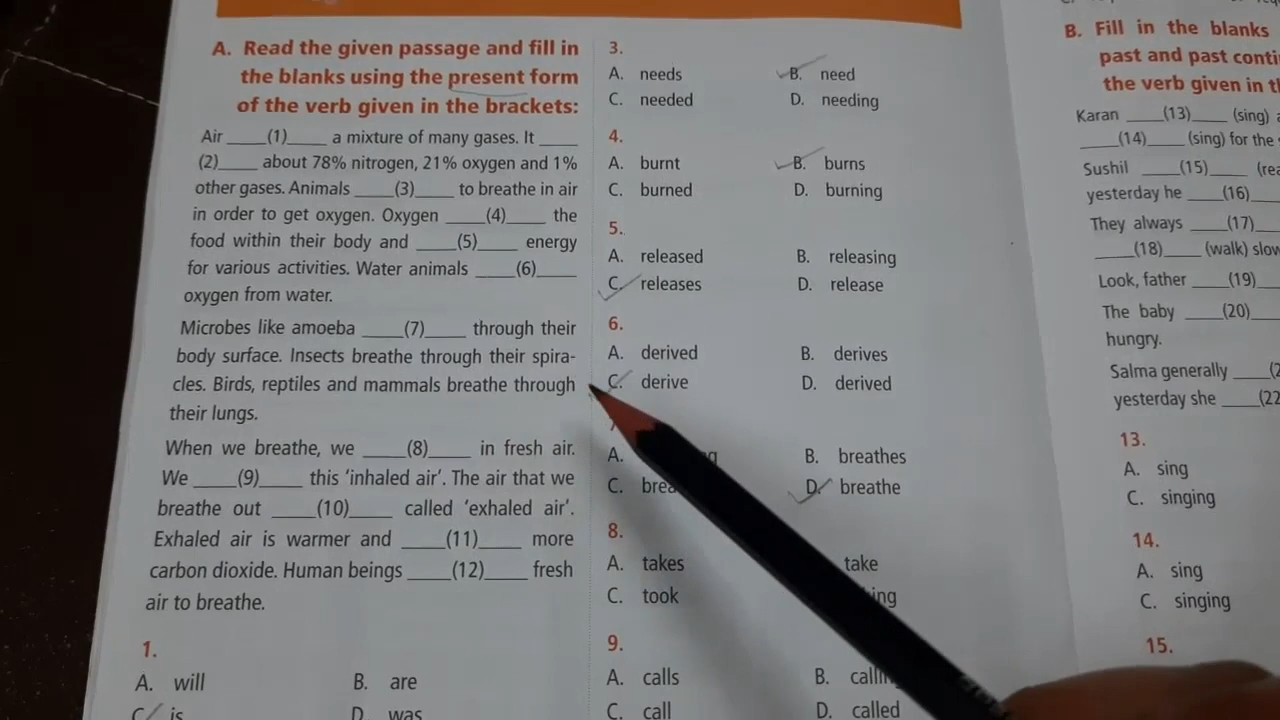 A. Read the given passage and fill in
the blanks using the present form
of the verb given in the brackets:
Air ____(1)____ a mixture of many gases. It ____
(2)____ about 78% nitrogen, 21% oxygen and 1%
other gases. Animals ____(3)____ to breathe in air
in order to get oxygen. Oxygen ____(4)____ the
food within their body and ____(5)____ energy
for various activities. Water animals ____(6)____
oxygen from water.
Microbes like amoeba ____(7)____ through their
body surface. Insects breathe through their spira-
cles. Birds, reptiles and mammals breathe through
their lungs.
When we breathe, we ____(8)____ in fresh air.
We ____(9)____ this ‘inhaled air’. The air that we
breathe out ____(10)____ called ‘exhaled air’.
Exhaled air is warmer and ____(11)____ more
carbon dioxide. Human beings ____(12)____ fresh
air to breathe.
1.
A. will B. are
C. is D. was
3.
A. needs B. need
C. needed D. needing
4.
A. burnt B. burns
C. burned D. burning
5.
A. released B. releasing
C. releases D. release
6.
A. derived B. derives
C. derive D. derived
A. B. breathes
C. D. breathe
8.
A. takes take
C. took
9.
A. calls B.
C. call D. called
B. Fill in the blanks
past and past
the verb given in
Karan ____(13)____ (sing)
____(14)____ (sing) for the
Sushil ____(15)____
yesterday he ____(16)____
They always ____(17)____
____(18)____ (walk)
Look, father ____(19)____
The baby ____(20)____
hungry.
Salma generally ____
yesterday she ____(22
13.
A. sing
C. singing
14.
A. sing
C. singing
15.